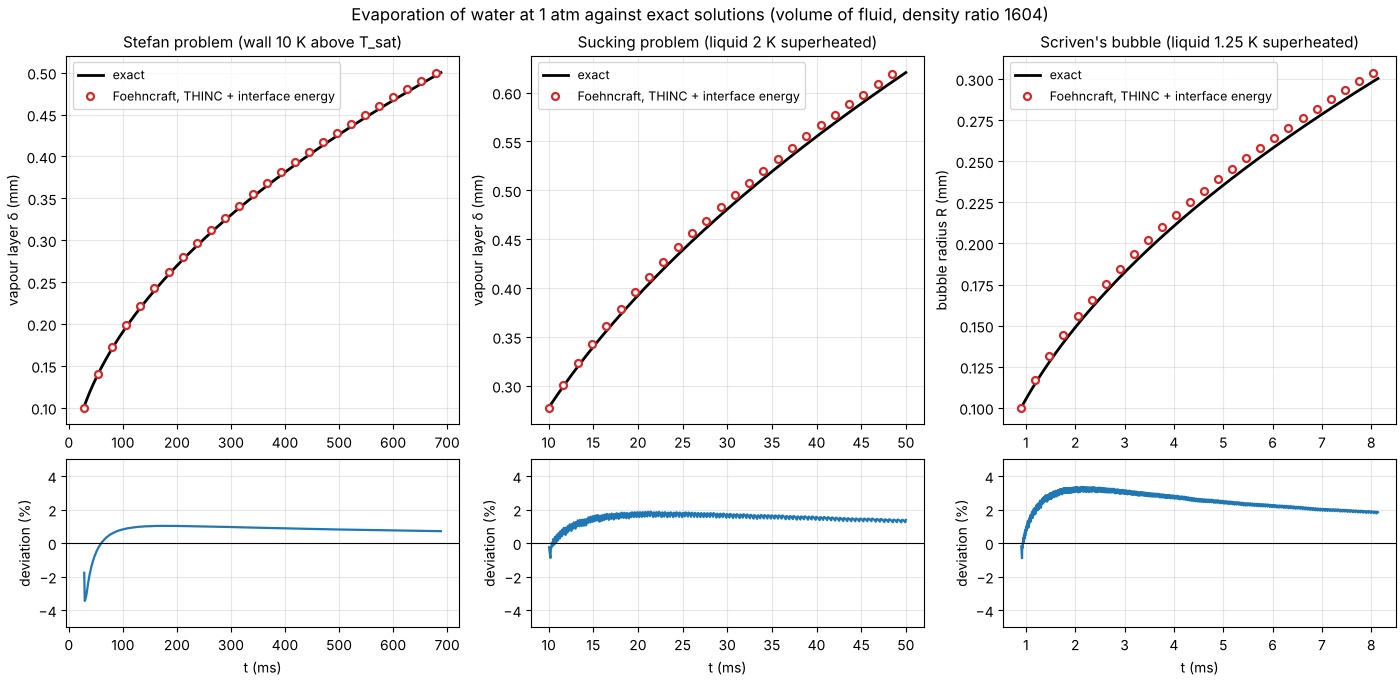 Evaporation of water at 1 atm against exact solutions (volume of fluid, density ratio 1604)
Stefan problem (wall 10 K above T_sat)
exact
Foehncraft, THINC + interface energy
vapour layer δ (mm)
0.50
0.45
0.40
0.35
0.30
0.25
0.20
0.15
0.10
0 100 200 300 400 500 600 700
Sucking problem (liquid 2 K superheated)
exact
Foehncraft, THINC + interface energy
vapour layer δ (mm)
0.60
0.55
0.50
0.45
0.40
0.35
0.30
10 15 20 25 30 35 40 45 50
Scriven's bubble (liquid 1.25 K superheated)
exact
Foehncraft, THINC + interface energy
bubble radius R (mm)
0.300
0.275
0.250
0.225
0.200
0.175
0.150
0.125
0.100
1 2 3 4 5 6 7 8
deviation (%)
4
2
0
−2
−4
0 100 200 300 400 500 600 700
t (ms)
deviation (%)
4
2
0
−2
−4
10 15 20 25 30 35 40 45 50
t (ms)
deviation (%)
4
2
0
−2
−4
1 2 3 4 5 6 7 8
t (ms)